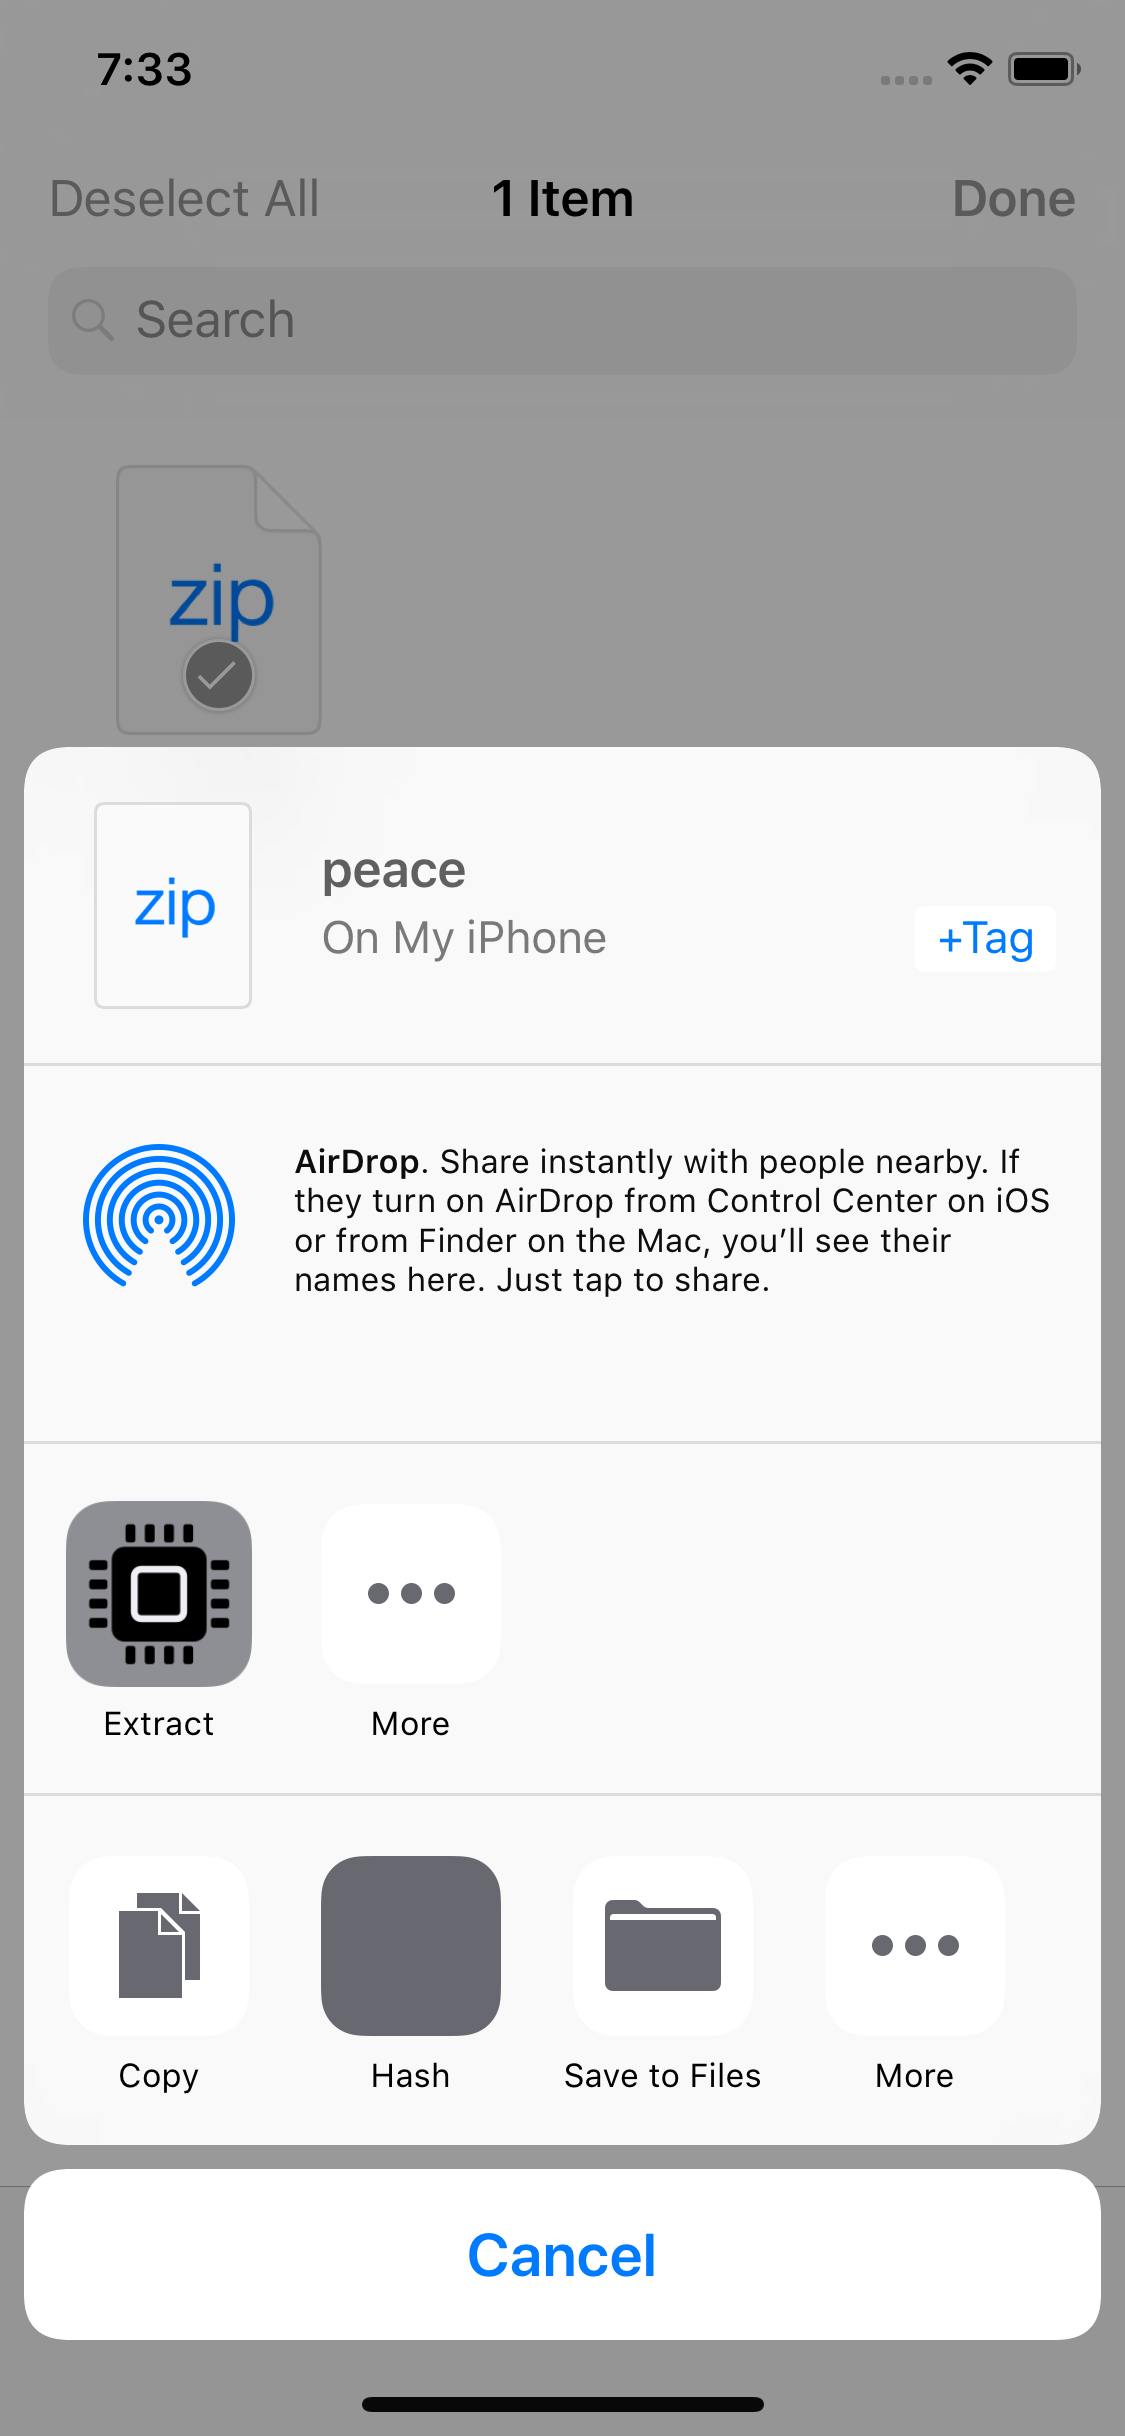 7:33
Deselect All
1 Item
Done
Search
zip
zip
peace
On My iPhone
+Tag
AirDrop. Share instantly with people nearby. If
they turn on AirDrop from Control Center on iOS
or from Finder on the Mac, you’ll see their
names here. Just tap to share.
Extract
More
Copy
Hash
Save to Files
More
Cancel